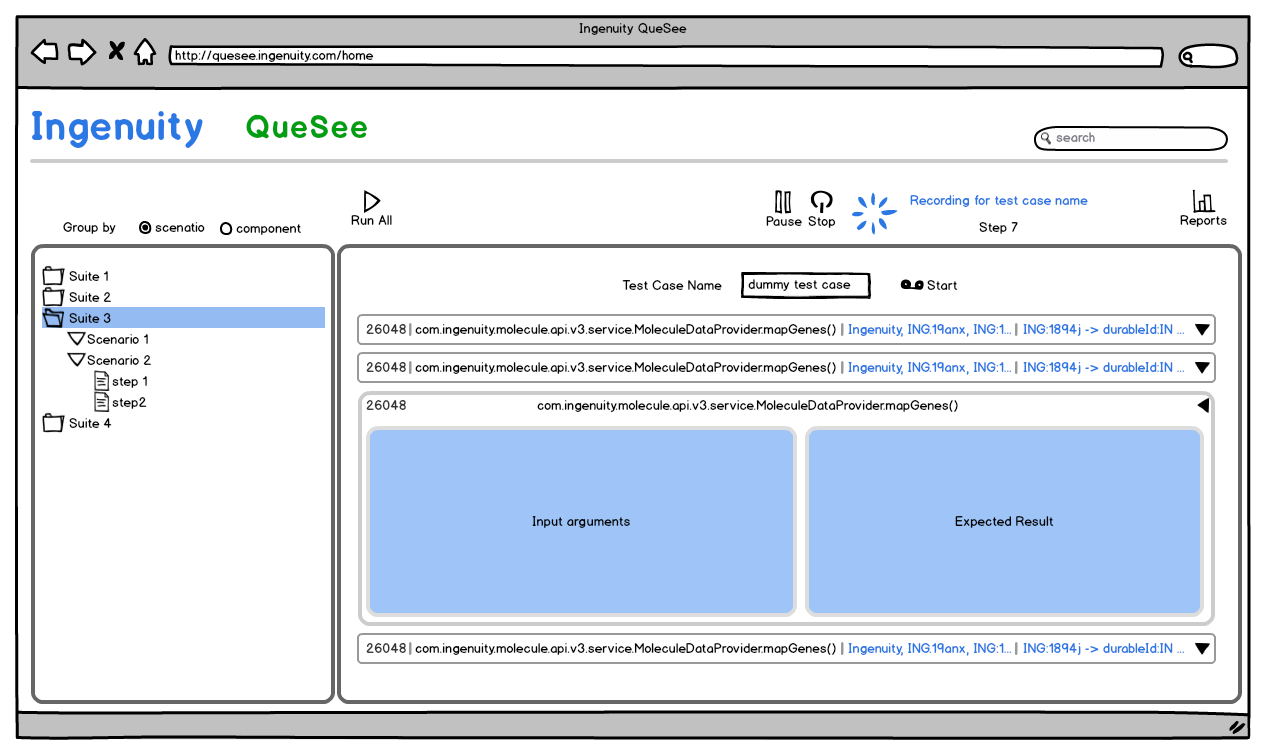 Ingenuity QueSee
http://quesee.ingenuity.com/home
Ingenuity QueSee
search
Run All
Pause Stop
Recording for test case name
Step 7
Reports
Group by scenatio component
Suite 1
Suite 2
Suite 3
Scenario 1
Scenario 2
step 1
step2
Suite 4
Test Case Name dummy test case Start
26048| com.ingenuity.molecule.api.v3.service.MoleculeDataProvider.mapGenes() | Ingenuity, ING.19anx, ING:1... | ING:1894j -> durableId:IN ...
26048| com.ingenuity.molecule.api.v3.service.MoleculeDataProvider.mapGenes() | Ingenuity, ING.19anx, ING:1... | ING:1894j -> durableId:IN ...
26048 com.ingenuity.molecule.api.v3.service.MoleculeDataProvider.mapGenes()
Input arguments
Expected Result
26048| com.ingenuity.molecule.api.v3.service.MoleculeDataProvider.mapGenes() | Ingenuity, ING.19anx, ING:1... | ING:1894j -> durableId:IN ...